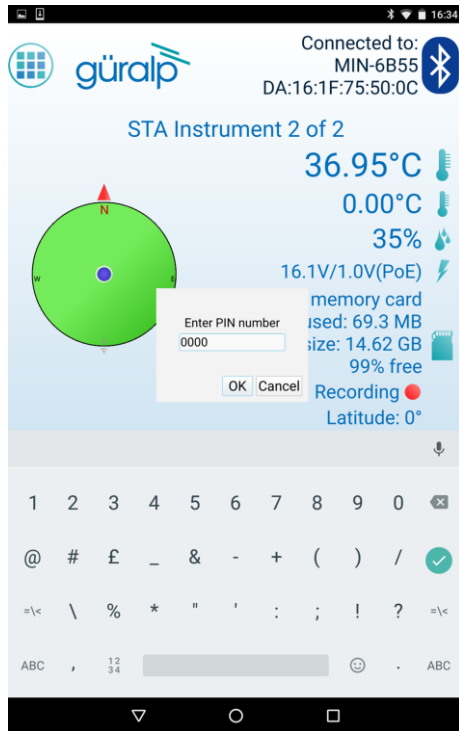 16:34
güralp
Connected to:
MIN-6B55
DA:16:1F:75:50:0C
STA Instrument 2 of 2
36.95°C
0.00°C
35%
16.1V/1.0V(PoE)
memory card
used: 69.3 MB
size: 14.62 GB
99% free
Recording
Latitude: 0°
N
W
E
Enter PIN number
0000
OK Cancel
1 2 3 4 5 6 7 8 9 0
@ # £ _ & - + ( ) /
=\< \ % * " ' : ; ! ? =\<
ABC , 12 34 . ABC